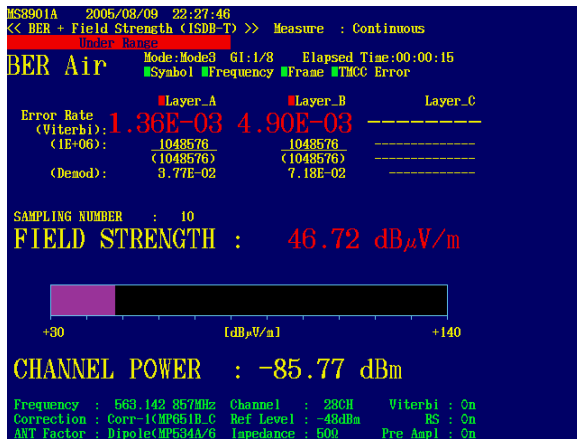 MS8901A 2005/08/09 22:27:46
<< BER + Field Strength (ISDB-T) >> Measure : Continuous
Under Range
BER Air Mode:Mode3 GI:1/8 Elapsed Time:00:00:15
Symbol Frequency Frame TMCC Error
Layer_A Layer_B Layer_C
Error Rate
(Viterbi): 1.36E-03 4.90E-03 ----------
(1E+06): 1048576 1048576 ----------
(1048576) (1048576) ----------
(Demod): 3.77E-02 7.18E-02 ----------
SAMPLING NUMBER : 10
FIELD STRENGTH : 46.72 dBµV/m
+30 [dBµV/m] +140
CHANNEL POWER : -85.77 dBm
Frequency : 563.142 857MHz Channel : 28CH Viterbi : On
Correction : Corr-1(MP651B_C Ref Level : -48dBm RS : On
ANT Factor : Dipole(MP534A/6 Impedance : 50Ω Pre Ampl : On